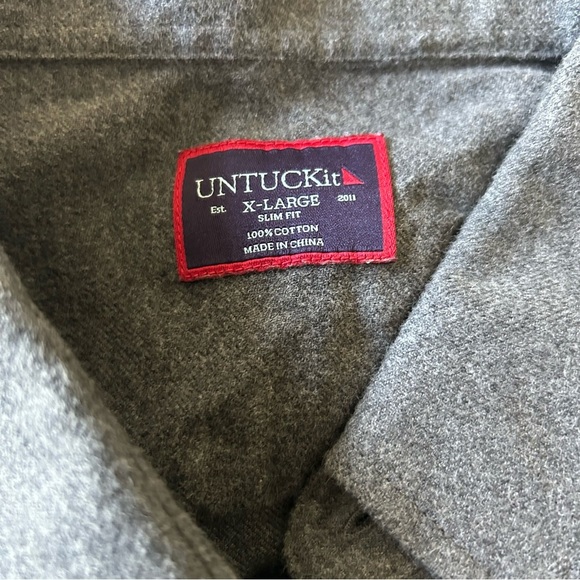 UNTUCKit
Est. X-LARGE 2011
SLIM FIT
100% COTTON
MADE IN CHINA